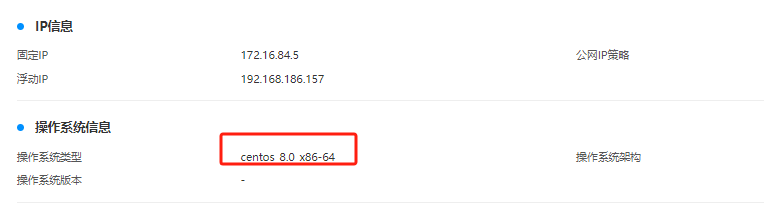 IP信息
固定IP 172.16.84.5 公网IP策略
浮动IP 192.168.186.157
操作系统信息
操作系统类型 centos_8.0_x86-64 操作系统架构
操作系统版本 -